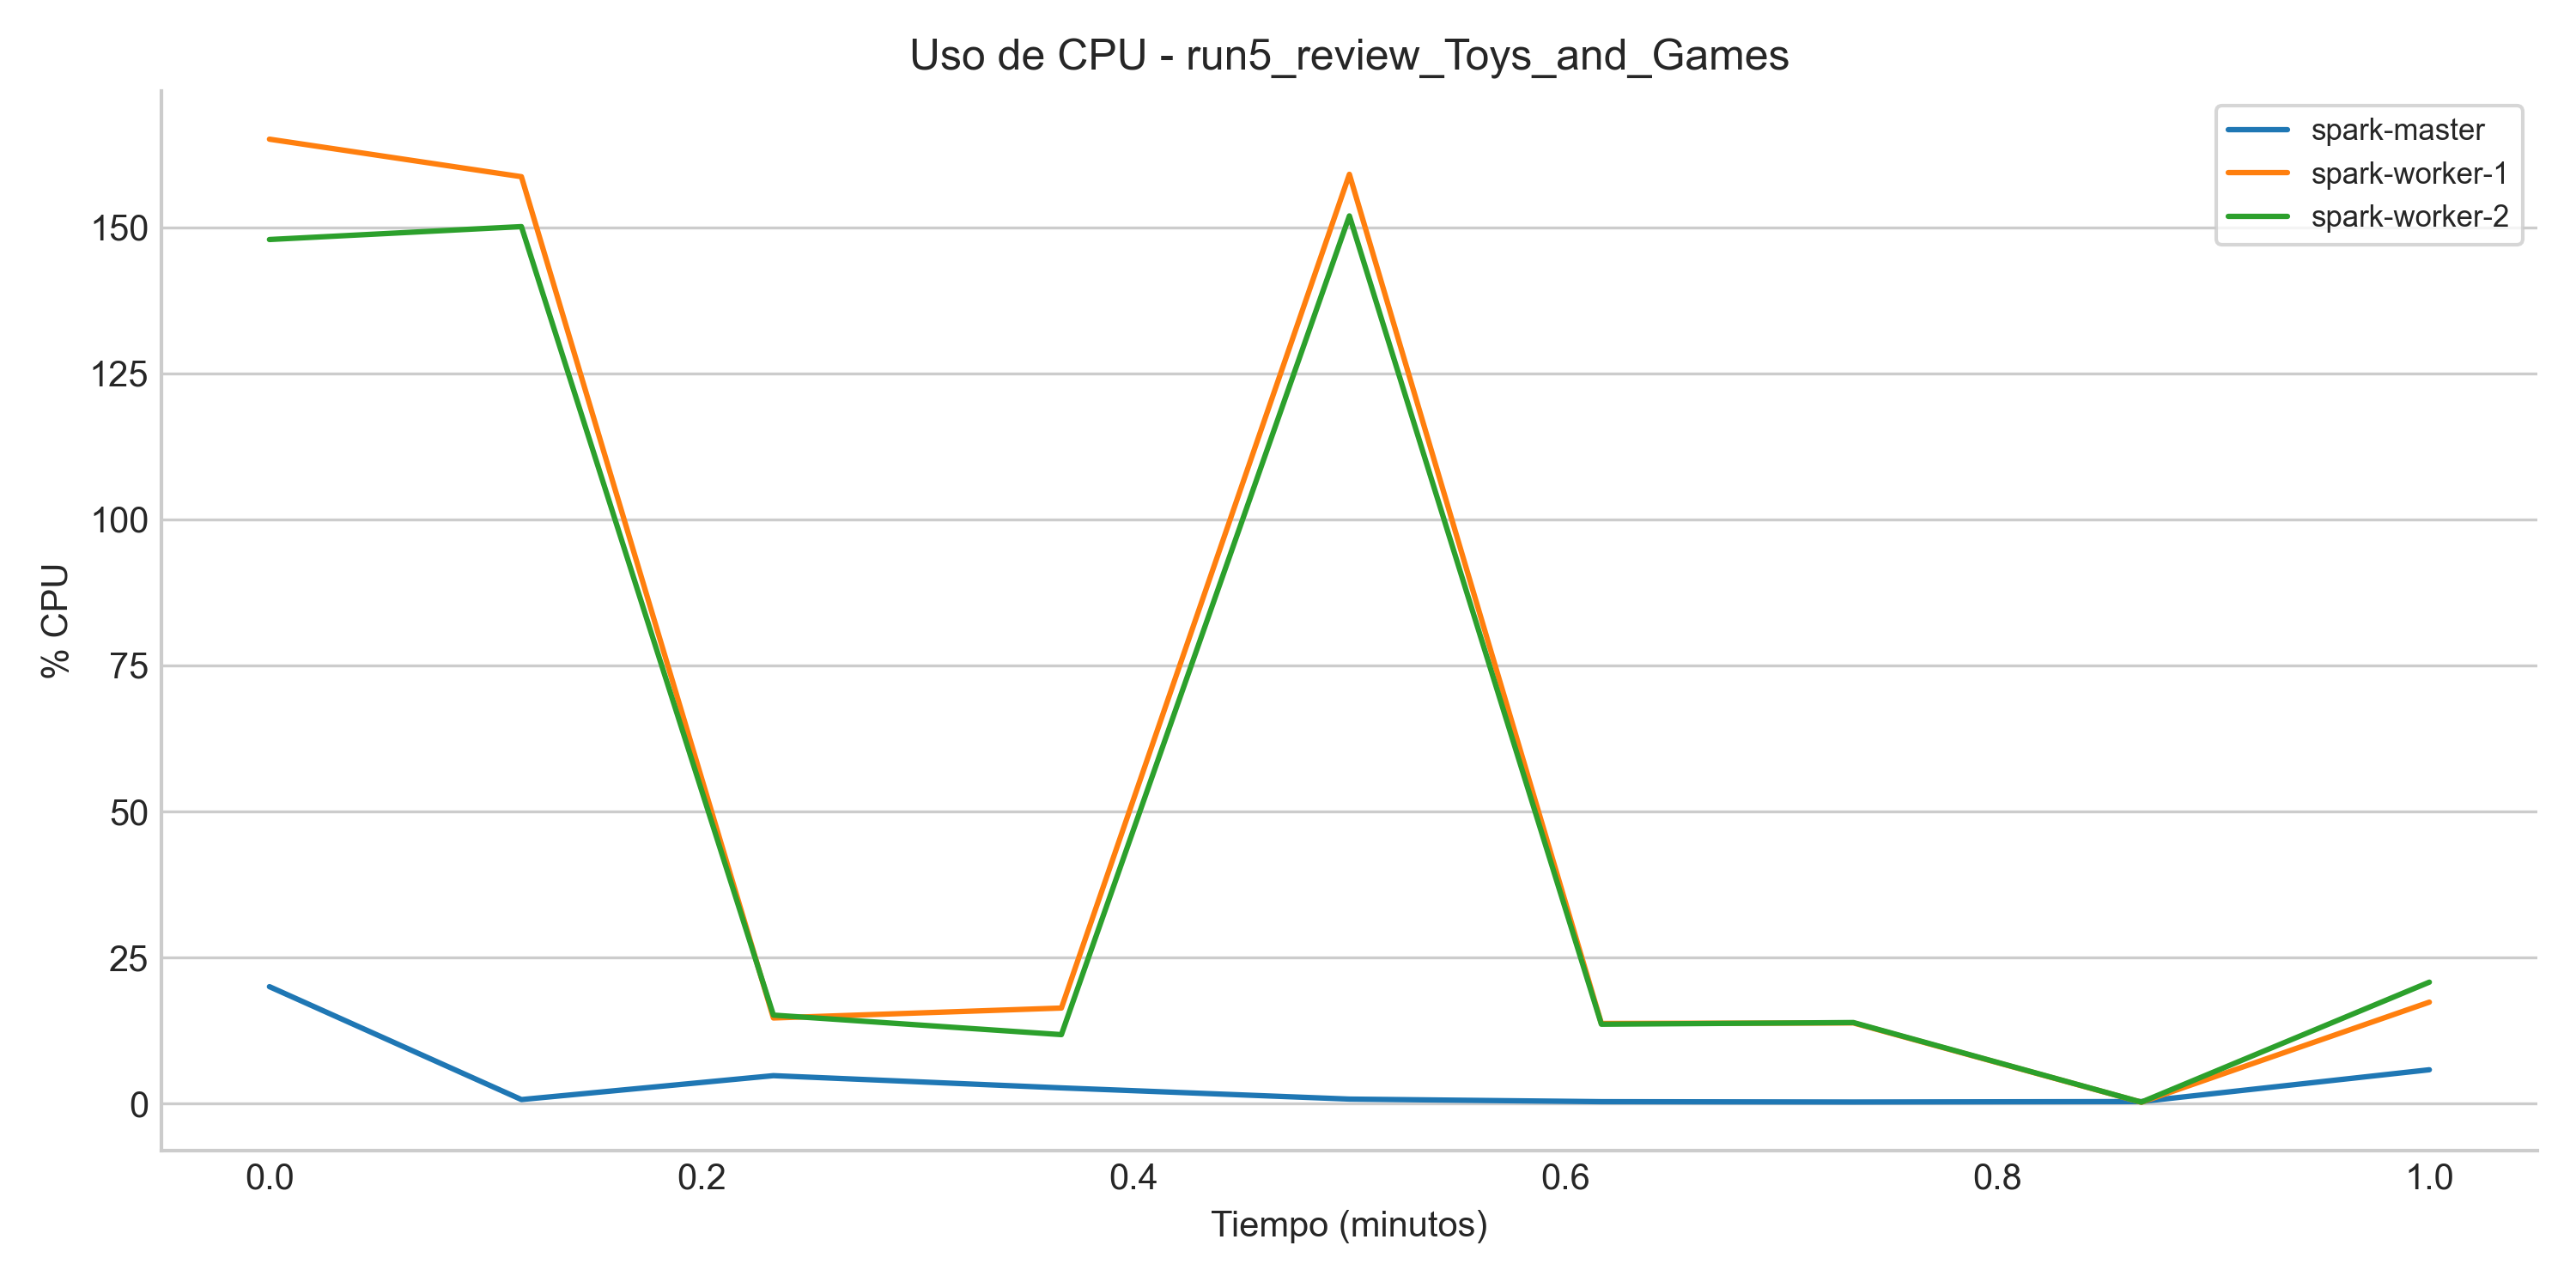 Uso de CPU - run5_review_Toys_and_Games
spark-master
spark-worker-1
spark-worker-2
150
125
100
75
50
25
0
% CPU
0.0 0.2 0.4 0.6 0.8 1.0
Tiempo (minutos)